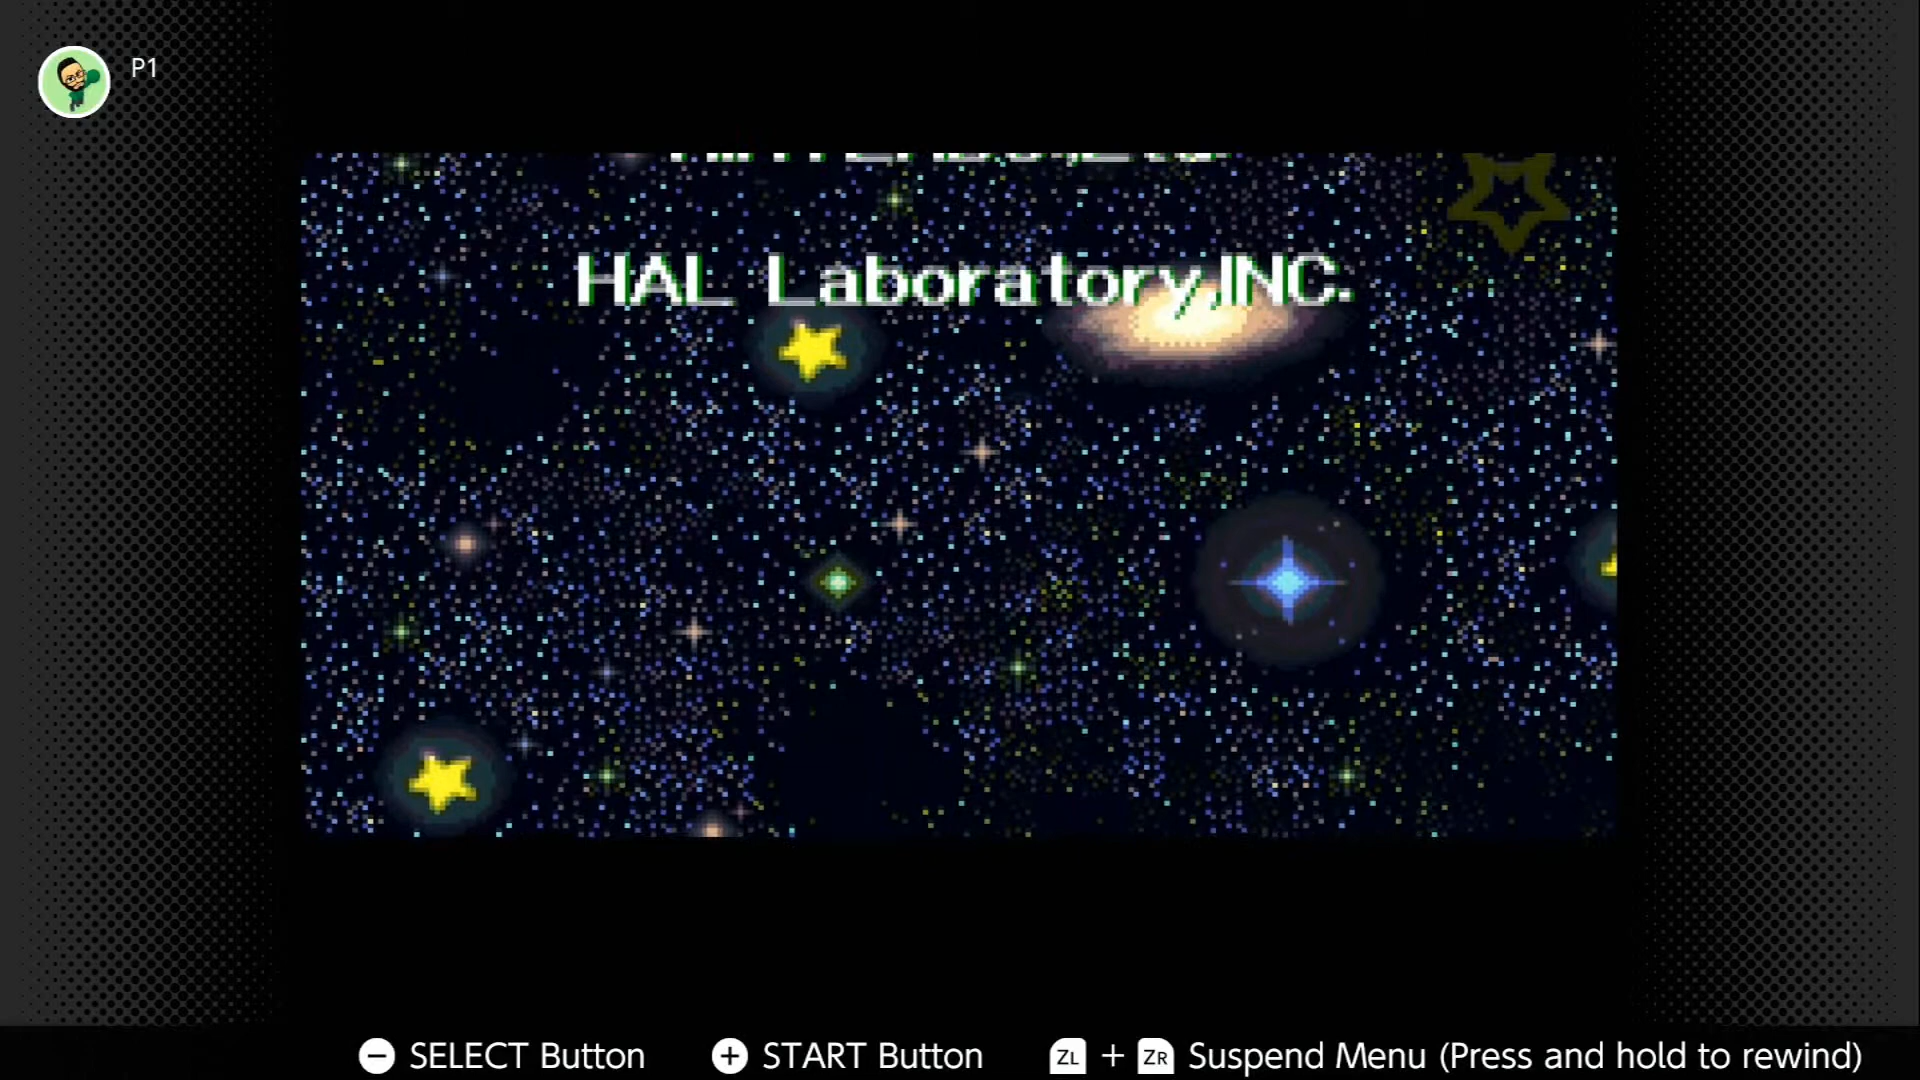 P1
HAL Laboratory,INC.
SELECT Button START Button ZL + ZR Suspend Menu (Press and hold to rewind)